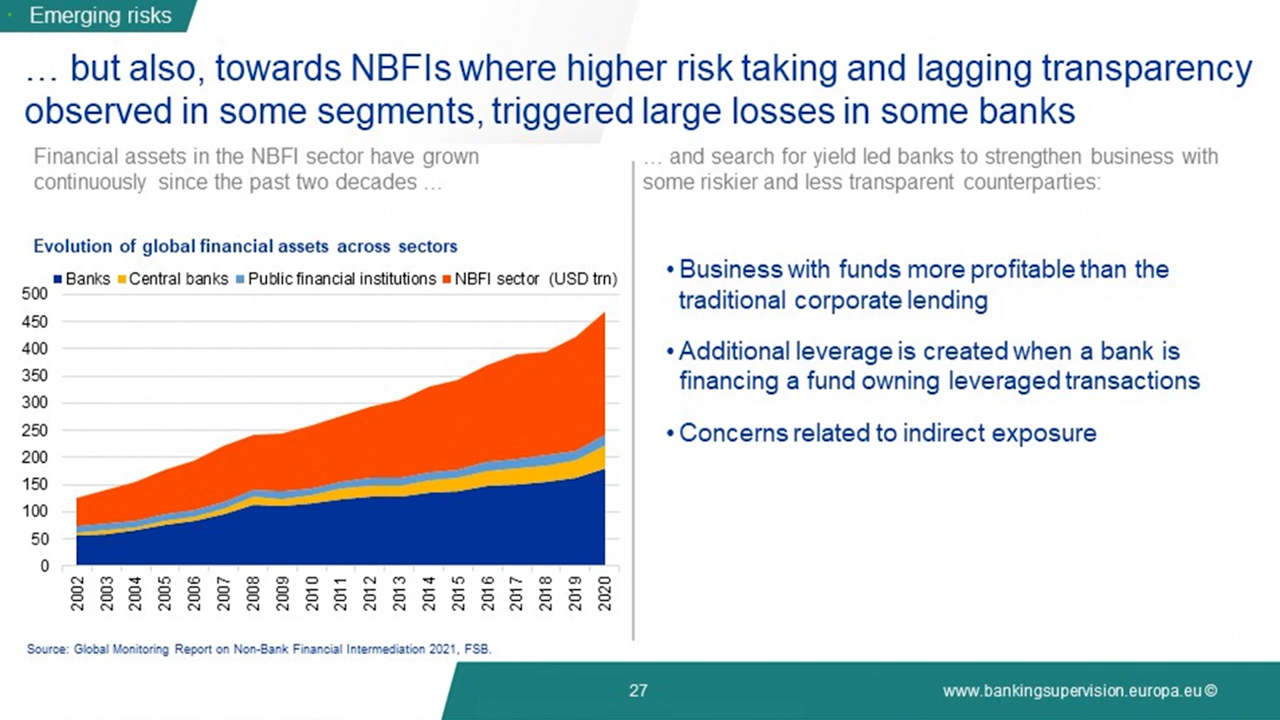 Emerging risks
… but also, towards NBFIs where higher risk taking and lagging transparency
observed in some segments, triggered large losses in some banks
Financial assets in the NBFI sector have grown
continuously since the past two decades …
Evolution of global financial assets across sectors
Banks Central banks Public financial institutions NBFI sector (USD trn)
500
450
400
350
300
250
200
150
100
50
0
2002 2003 2004 2005 2006 2007 2008 2009 2010 2011 2012 2013 2014 2015 2016 2017 2018 2019 2020
Source: Global Monitoring Report on Non-Bank Financial Intermediation 2021, FSB.
… and search for yield led banks to strengthen business with
some riskier and less transparent counterparties:
• Business with funds more profitable than the
traditional corporate lending
• Additional leverage is created when a bank is
financing a fund owning leveraged transactions
• Concerns related to indirect exposure
27
www.bankingsupervision.europa.eu ©